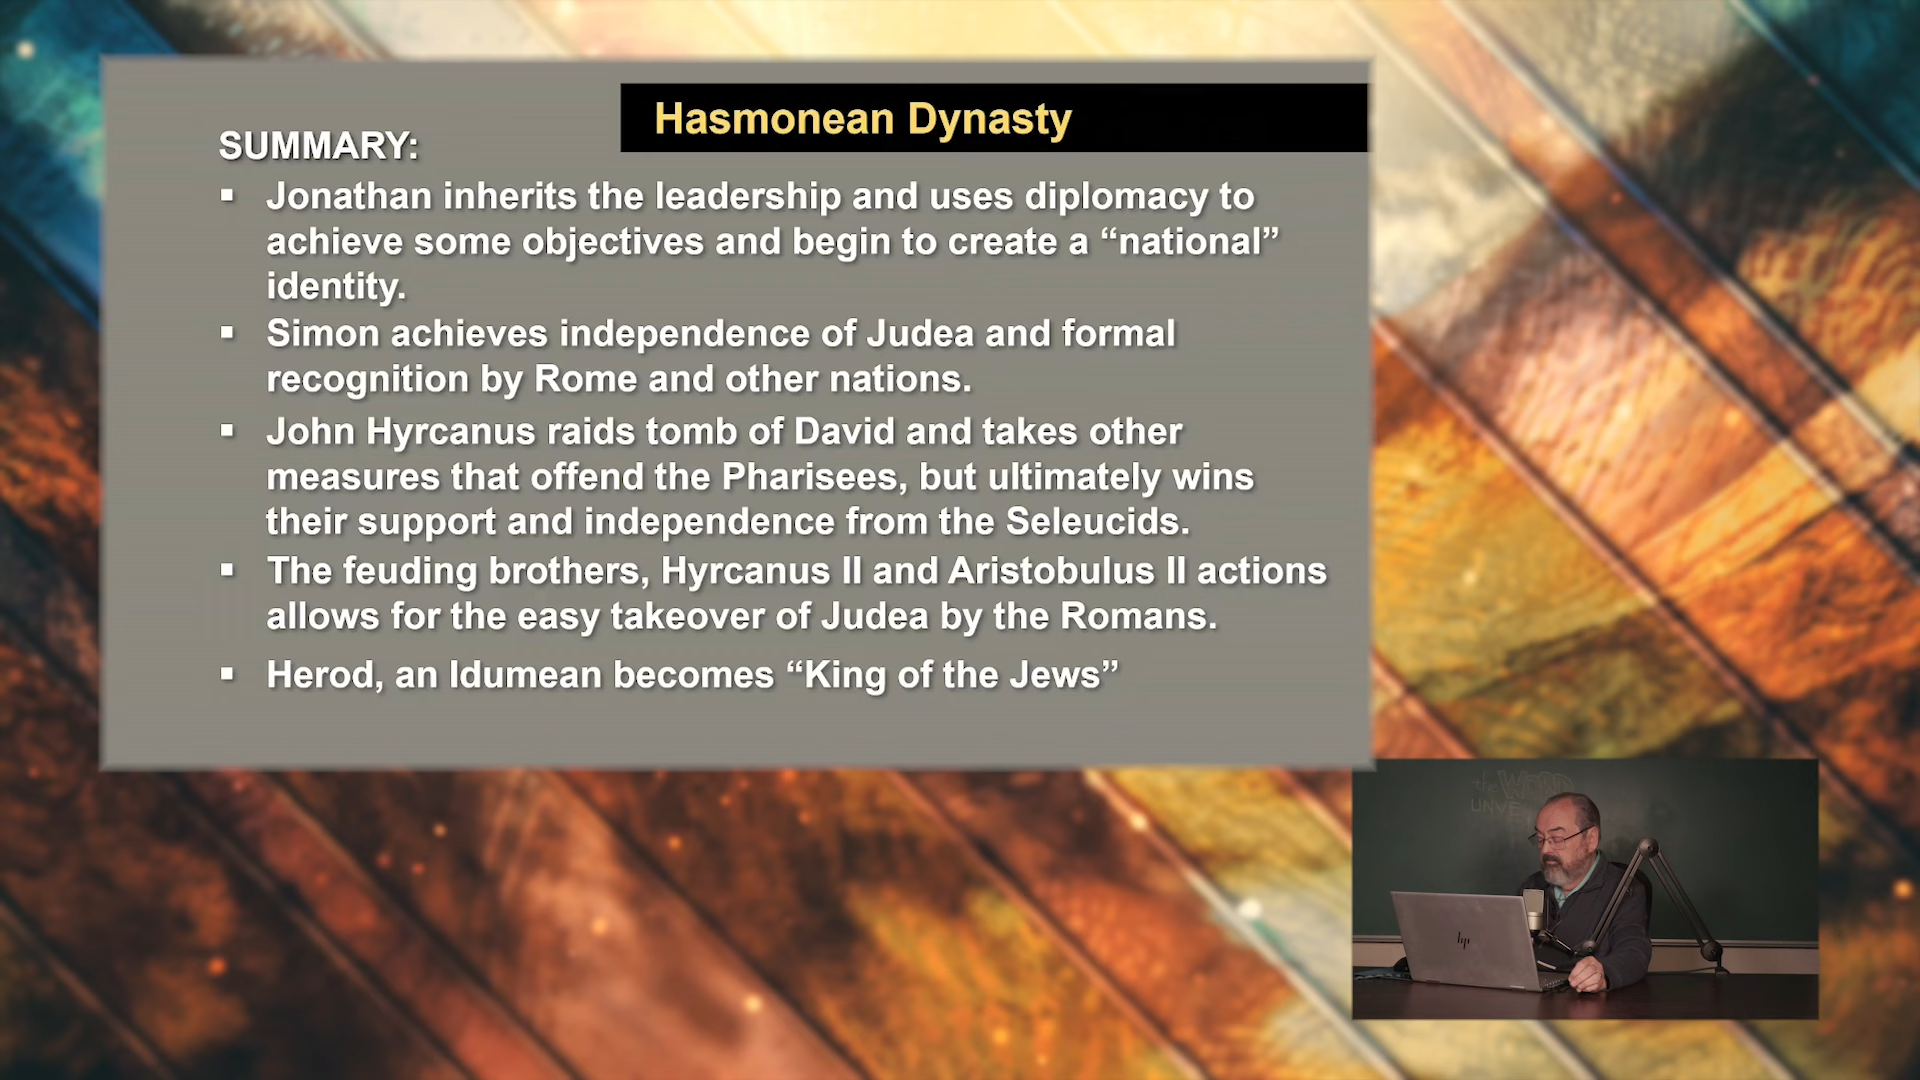 Hasmonean Dynasty
SUMMARY:
▪ Jonathan inherits the leadership and uses diplomacy to
achieve some objectives and begin to create a “national”
identity.
▪ Simon achieves independence of Judea and formal
recognition by Rome and other nations.
▪ John Hyrcanus raids tomb of David and takes other
measures that offend the Pharisees, but ultimately wins
their support and independence from the Seleucids.
▪ The feuding brothers, Hyrcanus II and Aristobulus II actions
allows for the easy takeover of Judea by the Romans.
▪ Herod, an Idumean becomes “King of the Jews”
the WORD
hp